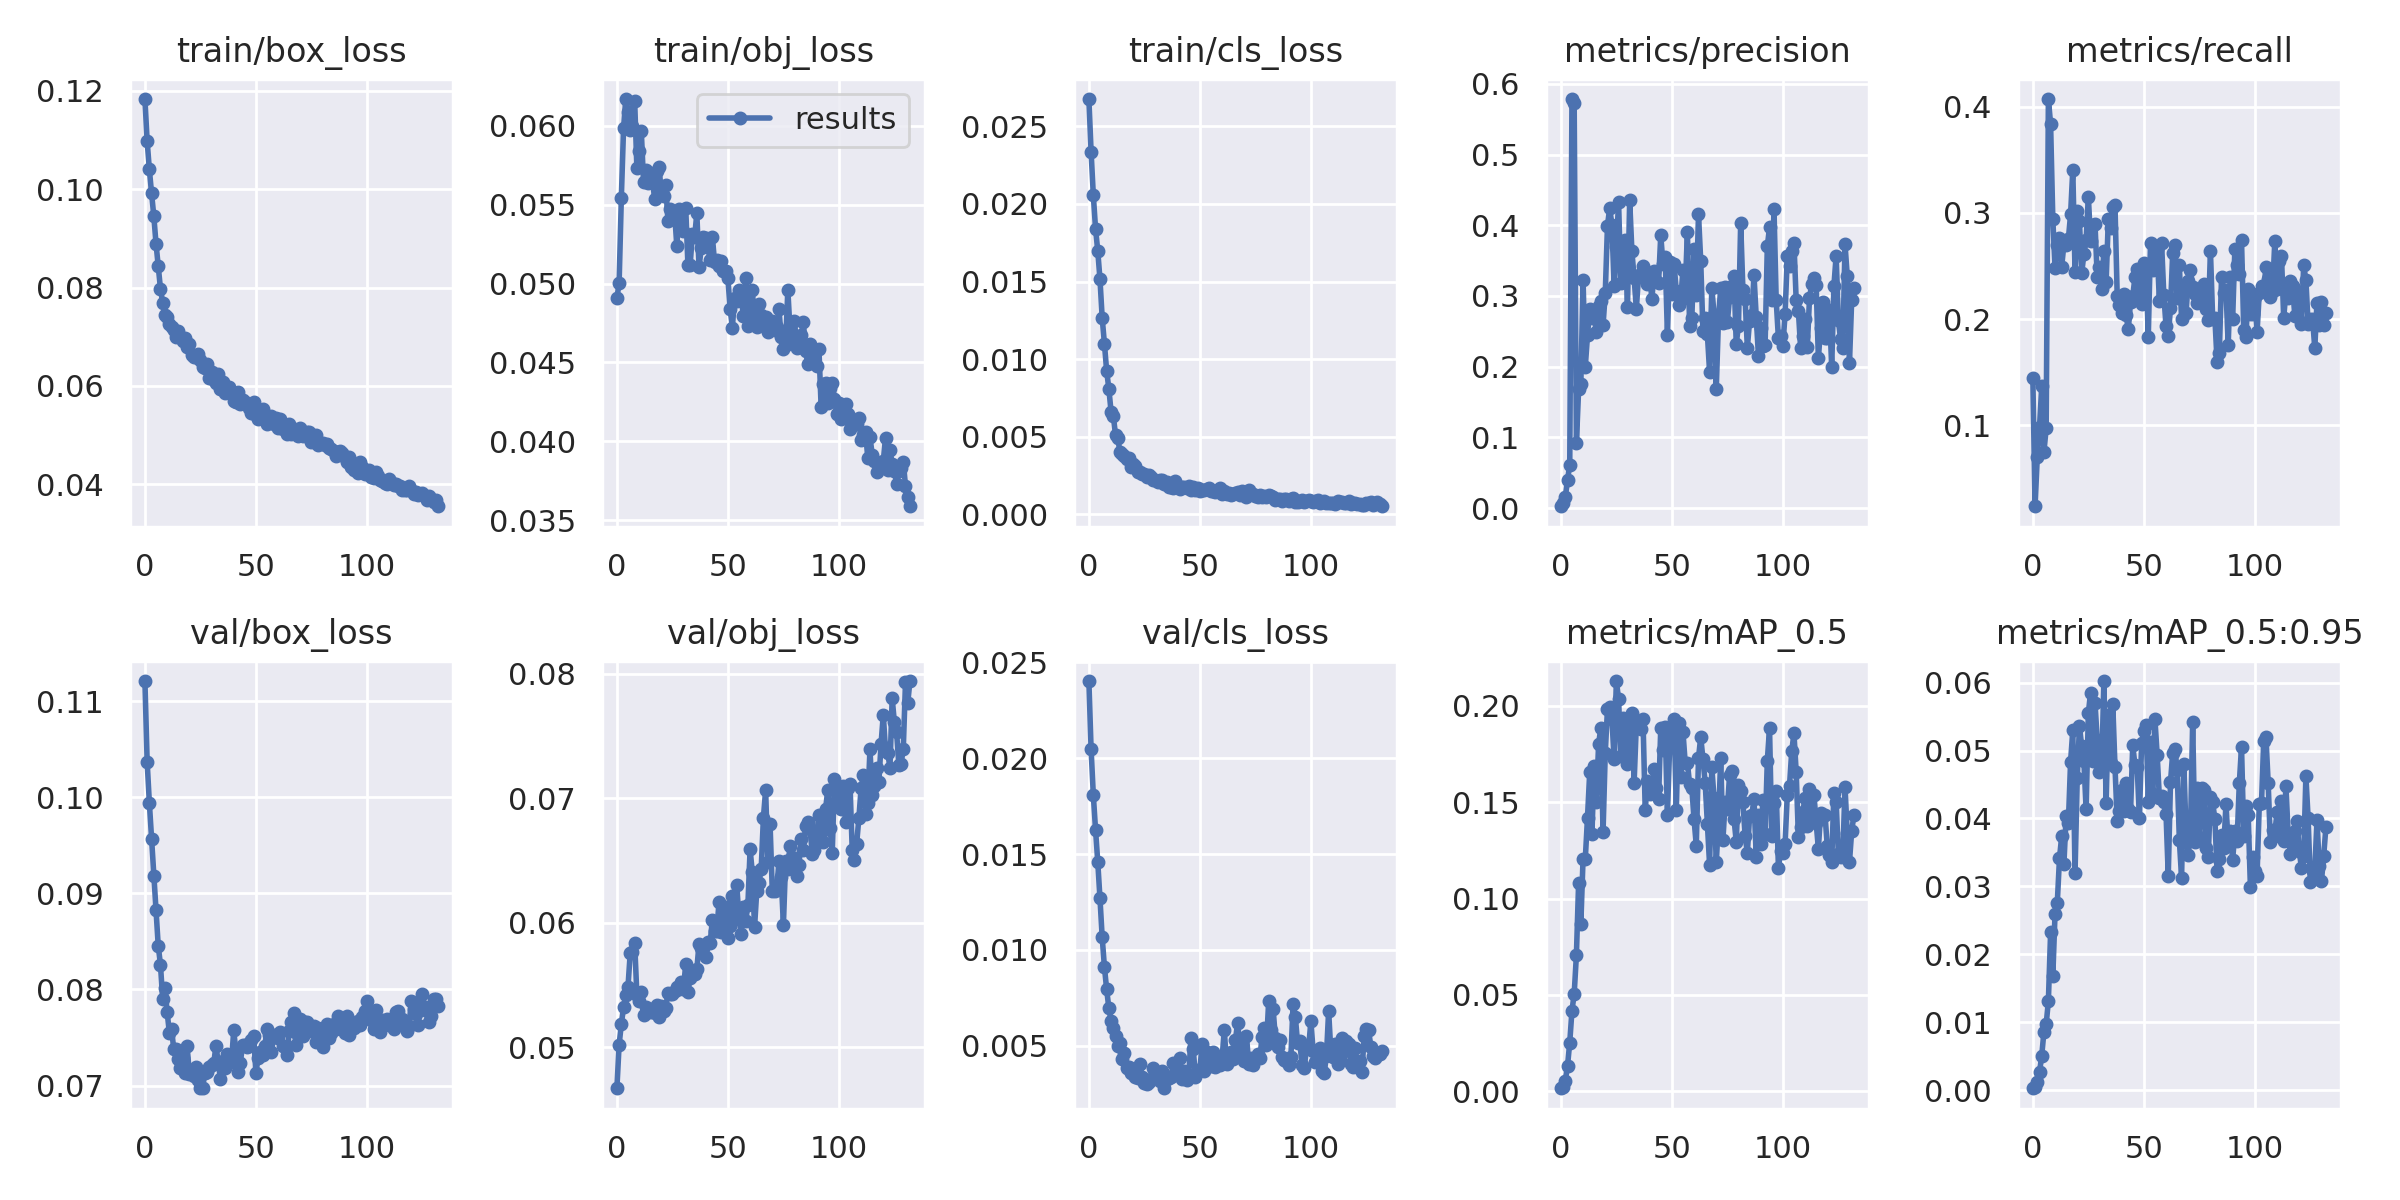 train/box_loss
0.12
0.10
0.08
0.06
0.04
0 50 100
train/obj_loss
results
0.060
0.055
0.050
0.045
0.040
0.035
0 50 100
train/cls_loss
0.025
0.020
0.015
0.010
0.005
0.000
0 50 100
metrics/precision
0.6
0.5
0.4
0.3
0.2
0.1
0.0
0 50 100
metrics/recall
0.4
0.3
0.2
0.1
0 50 100
val/box_loss
0.11
0.10
0.09
0.08
0.07
0 50 100
val/obj_loss
0.08
0.07
0.06
0.05
0 50 100
val/cls_loss
0.025
0.020
0.015
0.010
0.005
0 50 100
metrics/mAP_0.5
0.20
0.15
0.10
0.05
0.00
0 50 100
metrics/mAP_0.5:0.95
0.06
0.05
0.04
0.03
0.02
0.01
0.00
0 50 100